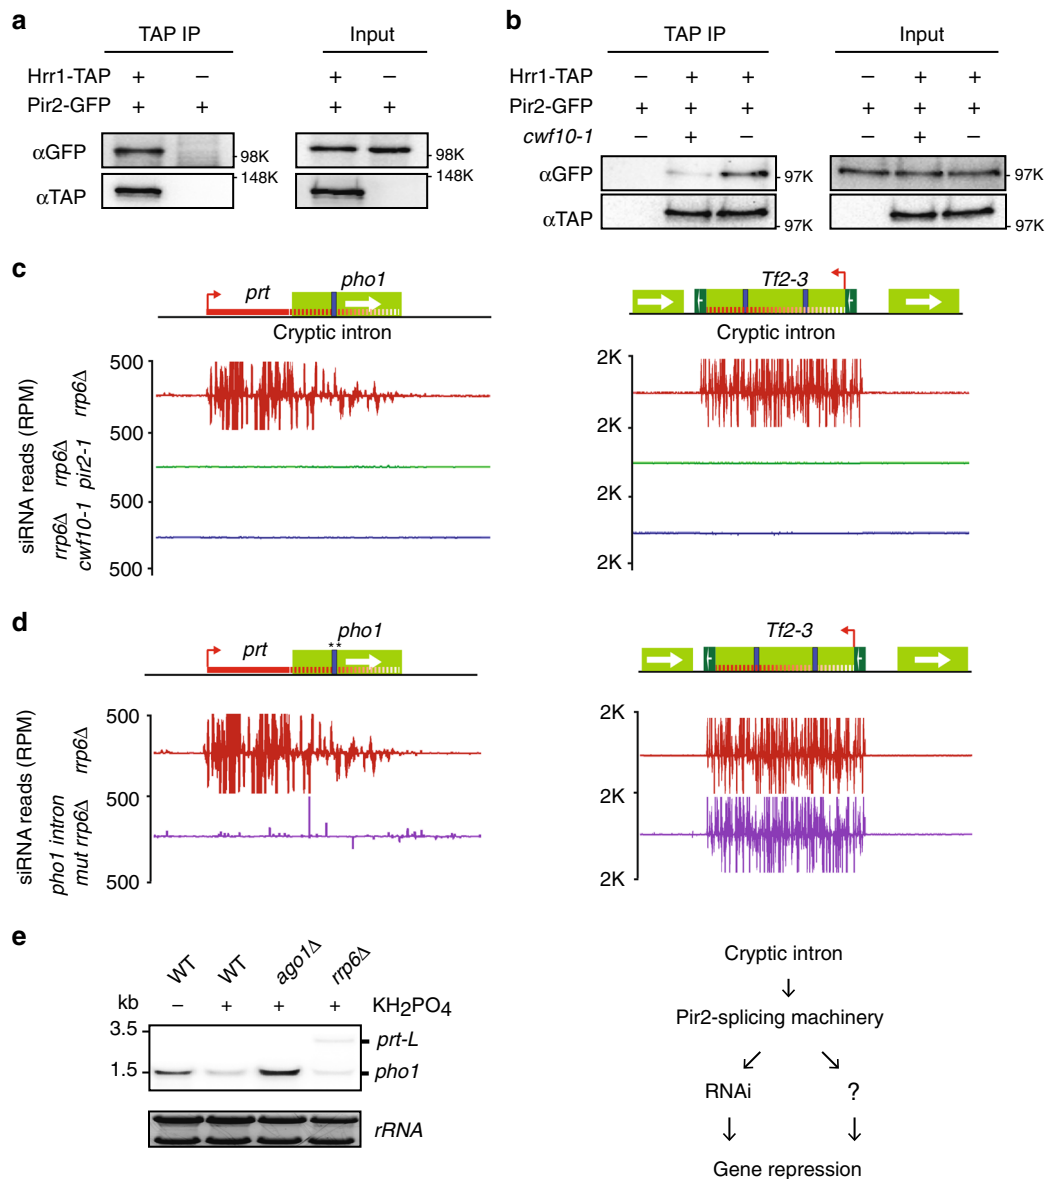 a
TAP IP Input
Hrr1-TAP + − + −
Pir2-GFP + + + +
αGFP 98K 98K
αTAP 148K 148K
b
TAP IP Input
Hrr1-TAP − + + − + +
Pir2-GFP + + + + + +
cwf10-1 − + − − + −
αGFP 97K 97K
αTAP 97K 97K
c
prt pho1 Tf2-3
Cryptic intron Cryptic intron
siRNA reads (RPM)
rrp6Δ
rrp6Δ pir2-1
rrp6Δ cwf10-1
500 2K
500 2K
500 2K
500 2K
d
prt ** pho1 Tf2-3
siRNA reads (RPM)
rrp6Δ
pho1 intron mut rrp6Δ
500 2K
500 2K
500 2K
e
WT WT ago1Δ rrp6Δ
kb − + + + KH2PO4
3.5 prt-L
1.5 pho1
rRNA
Cryptic intron
↓
Pir2-splicing machinery
↙ ↘
RNAi ?
↓ ↓
Gene repression